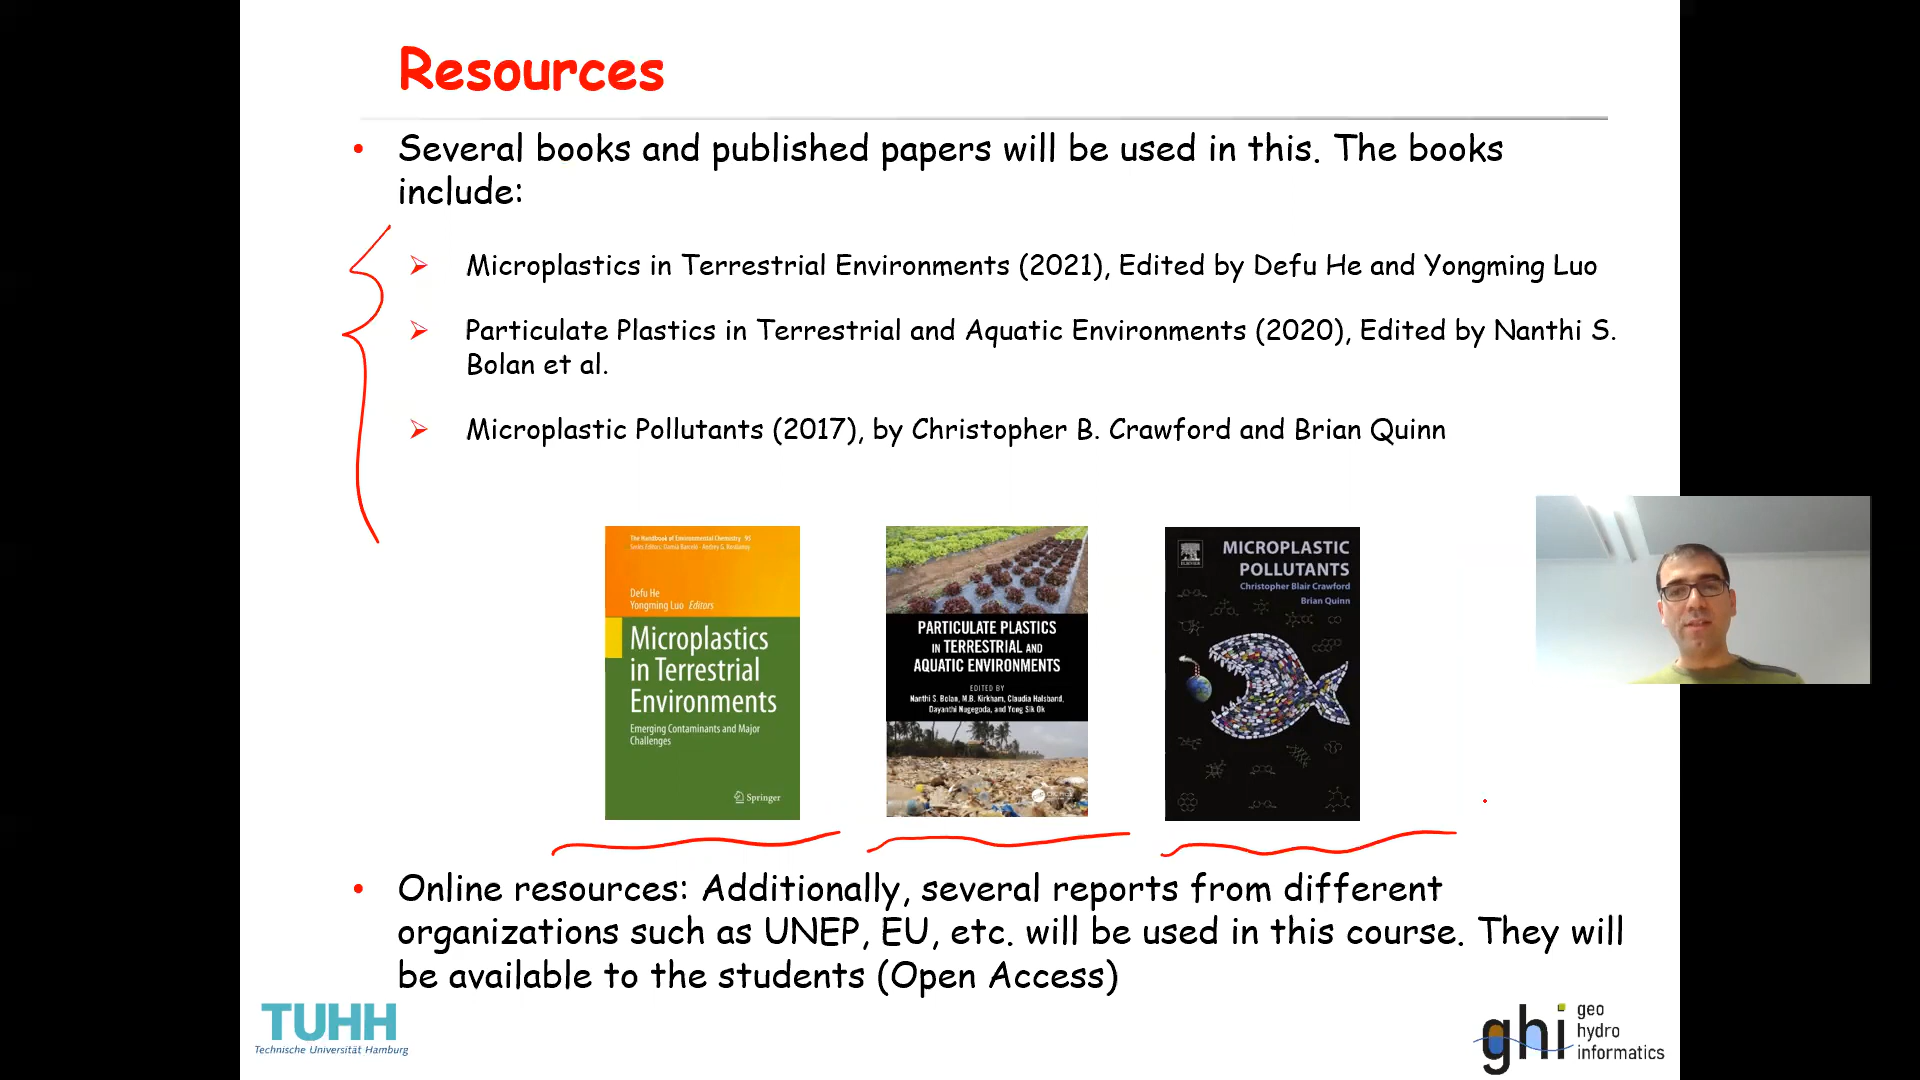 Resources
• Several books and published papers will be used in this. The books
include:
➢ Microplastics in Terrestrial Environments (2021), Edited by Defu He and Yongming Luo
➢ Particulate Plastics in Terrestrial and Aquatic Environments (2020), Edited by Nanthi S.
Bolan et al.
➢ Microplastic Pollutants (2017), by Christopher B. Crawford and Brian Quinn
The Handbook of Environmental Chemistry 95
Series Editors: Damià Barceló · Andrey G. Kostianoy
Defu He
Yongming Luo Editors
Microplastics
in Terrestrial
Environments
Emerging Contaminants and Major
Challenges
Springer
PARTICULATE PLASTICS
IN TERRESTRIAL AND
AQUATIC ENVIRONMENTS
EDITED BY
Nanthi S. Bolan, M.B. Kirkham, Claudia Halsband,
Dayanthi Nugegoda, and Yong Sik Ok
ELSEVIER
MICROPLASTIC
POLLUTANTS
Christopher Blair Crawford
Brian Quinn
• Online resources: Additionally, several reports from different
organizations such as UNEP, EU, etc. will be used in this course. They will
be available to the students (Open Access)
TUHH
Technische Universität Hamburg
ghi
geo
hydro
informatics